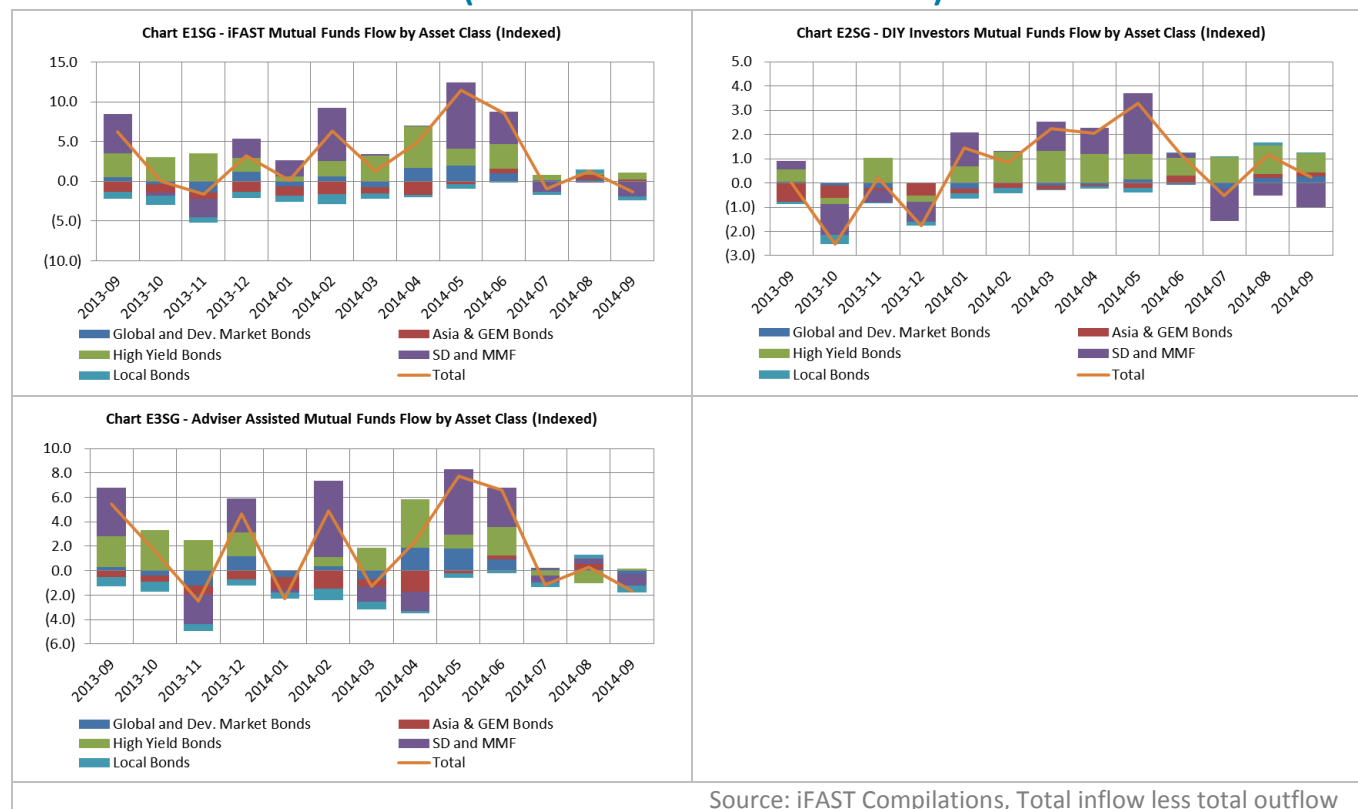 Chart E1SG - iFAST Mutual Funds Flow by Asset Class (Indexed)
15.0
10.0
5.0
0.0
(5.0)
(10.0)
2013-09
2013-10
2013-11
2013-12
2014-01
2014-02
2014-03
2014-04
2014-05
2014-06
2014-07
2014-08
2014-09
Global and Dev. Market Bonds
Asia & GEM Bonds
High Yield Bonds
SD and MMF
Local Bonds
Total
Chart E2SG - DIY Investors Mutual Funds Flow by Asset Class (Indexed)
5.0
4.0
3.0
2.0
1.0
0.0
(1.0)
(2.0)
(3.0)
2013-09
2013-10
2013-11
2013-12
2014-01
2014-02
2014-03
2014-04
2014-05
2014-06
2014-07
2014-08
2014-09
Global and Dev. Market Bonds
Asia & GEM Bonds
High Yield Bonds
SD and MMF
Local Bonds
Total
Chart E3SG - Adviser Assisted Mutual Funds Flow by Asset Class (Indexed)
10.0
8.0
6.0
4.0
2.0
0.0
(2.0)
(4.0)
(6.0)
2013-09
2013-10
2013-11
2013-12
2014-01
2014-02
2014-03
2014-04
2014-05
2014-06
2014-07
2014-08
2014-09
Global and Dev. Market Bonds
Asia & GEM Bonds
High Yield Bonds
SD and MMF
Local Bonds
Total
Source: iFAST Compilations, Total inflow less total outflow